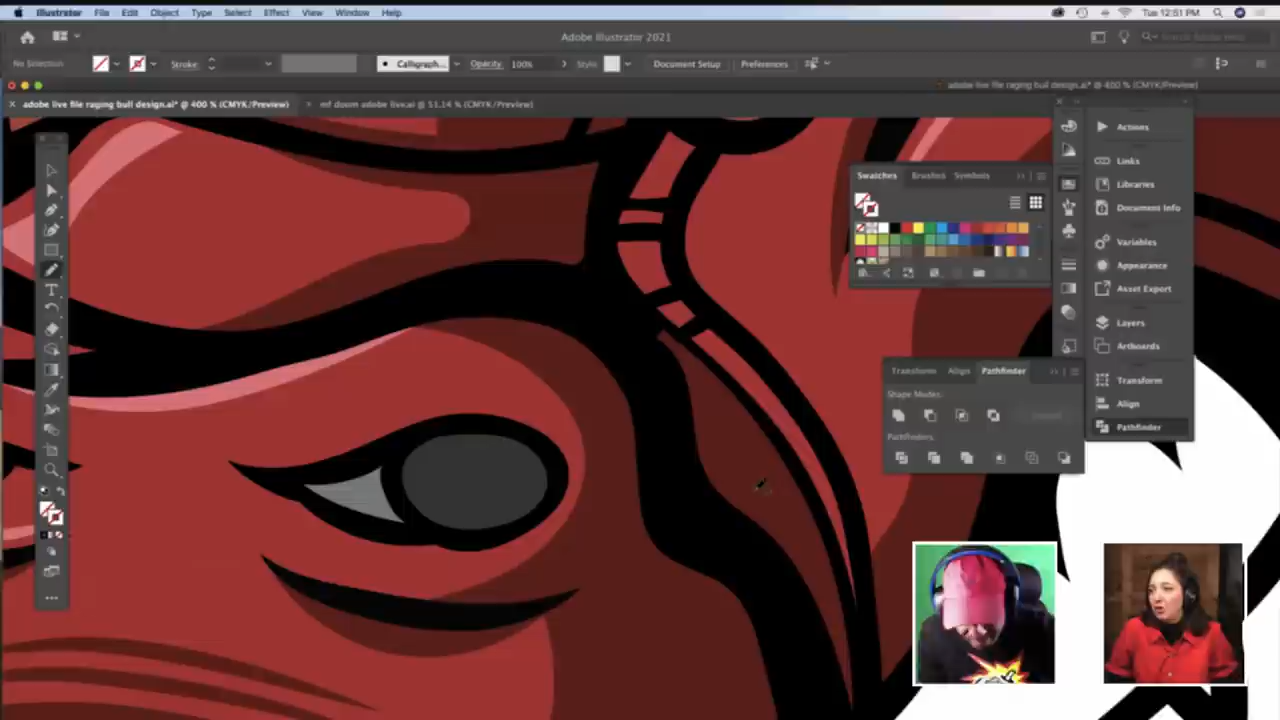 Illustrator File Edit Object Type Select Effect View Window Help
Tue 12:51 PM
Adobe Illustrator 2021
No Selection
Stroke:
Calligraph...
Opacity: 100%
Style:
Document Setup
Preferences
adobe live file raging bull design.ai* @ 400 % (CMYK/Preview)
adobe live file raging bull design.ai* @ 400 % (CMYK/Preview)
mf doom adobe live.ai @ 51.14 % (CMYK/Preview)
Swatches Brushes Symbols
Transform Align Pathfinder
Shape Modes:
Pathfinders:
Actions
Links
Libraries
Document Info
Variables
Appearance
Asset Export
Layers
Artboards
Transform
Align
Pathfinder